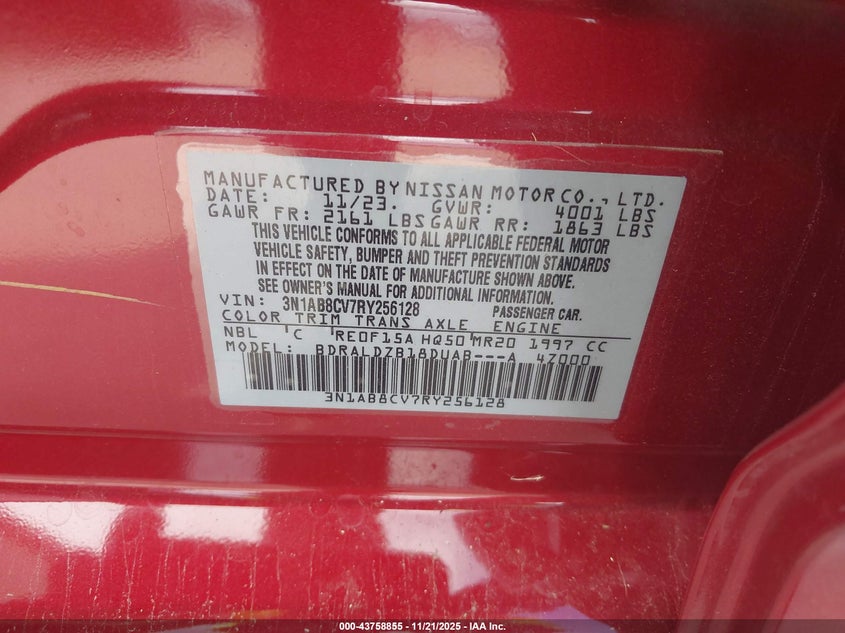 MANUFACTURED BY NISSAN MOTOR CO., LTD.
DATE: 11/23. GVWR: 4001 LBS
GAWR FR: 2161 LBS GAWR RR: 1863 LBS
THIS VEHICLE CONFORMS TO ALL APPLICABLE FEDERAL MOTOR
VEHICLE SAFETY, BUMPER AND THEFT PREVENTION STANDARDS
IN EFFECT ON THE DATE OF MANUFACTURE SHOWN ABOVE.
SEE OWNER'S MANUAL FOR ADDITIONAL INFORMATION.
VIN: 3N1AB8CV7RY256128 PASSENGER CAR.
COLOR TRIM TRANS AXLE ENGINE
NBL C RE0F15A HQ50 MR20 1997 CC
MODEL: BDRALDZB18DUAB---A 4Z000
3N1AB8CV7RY256128
000-43758855 - 11/21/2025 - IAA Inc.